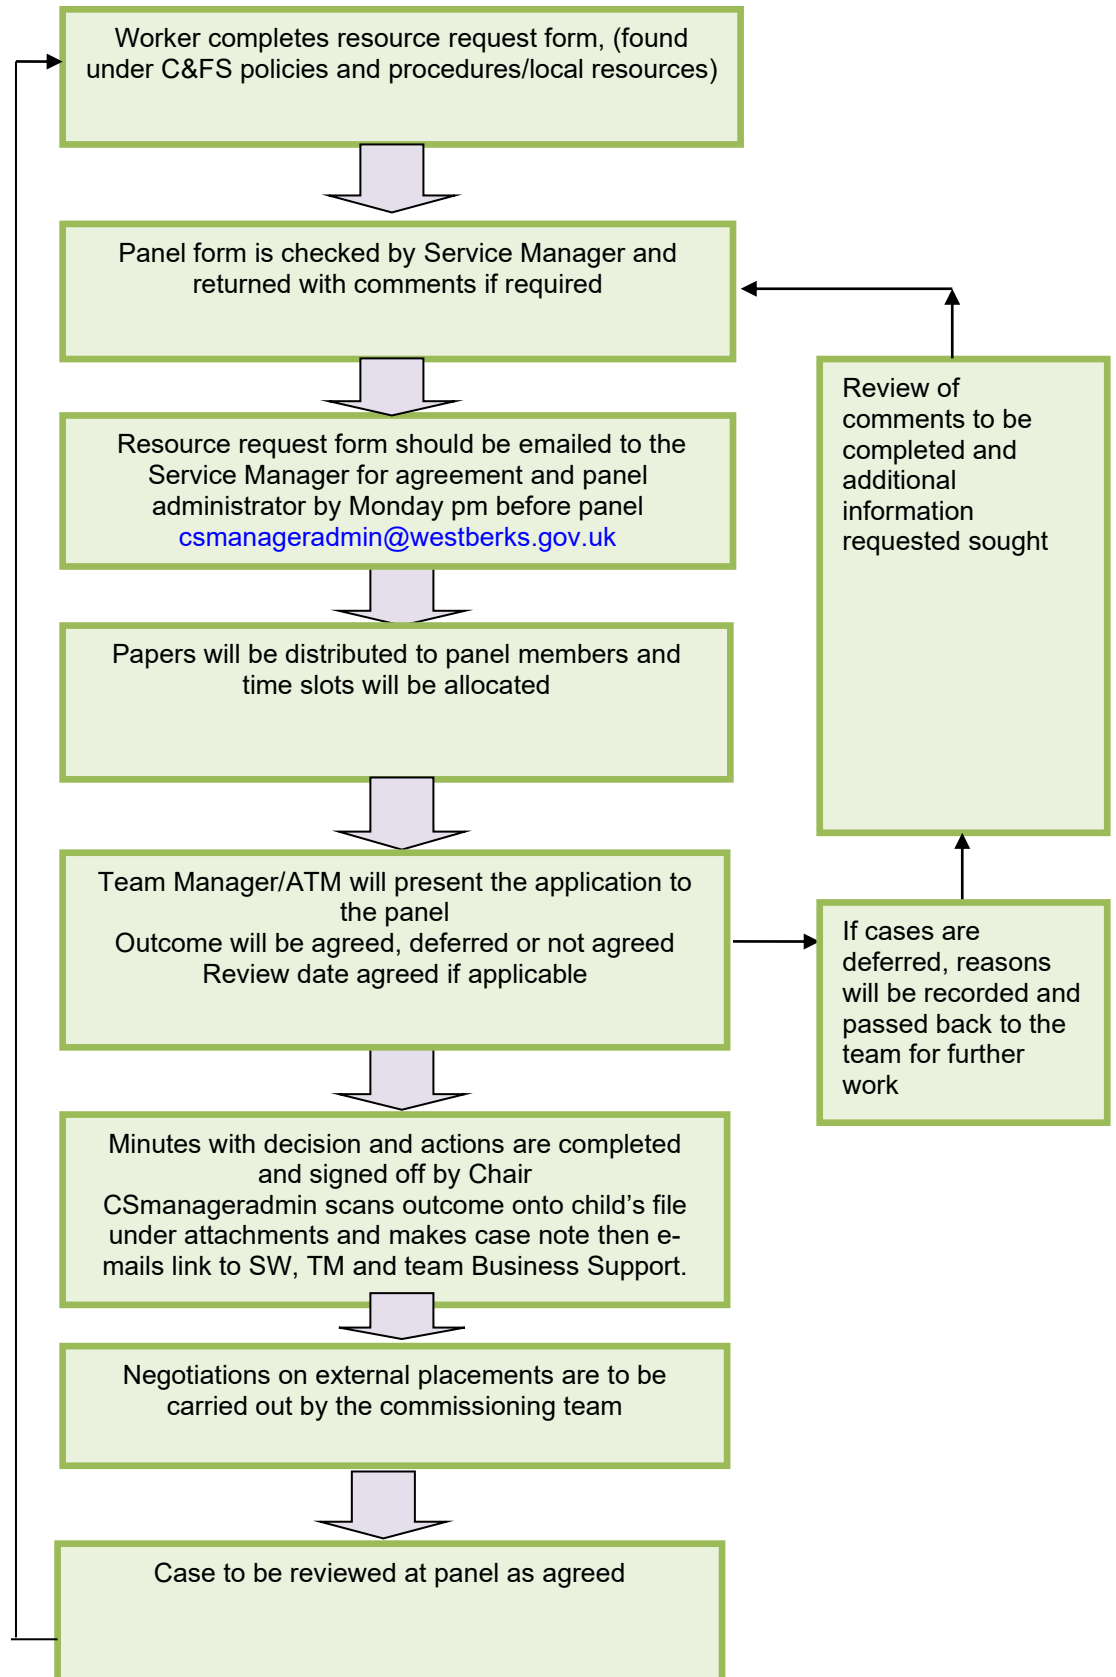 Worker completes resource request form, (found
under C&FS policies and procedures/local resources)
Panel form is checked by Service Manager and
returned with comments if required
Resource request form should be emailed to the
Service Manager for agreement and panel
administrator by Monday pm before panel
csmanageradmin@westberks.gov.uk
Papers will be distributed to panel members and
time slots will be allocated
Team Manager/ATM will present the application to
the panel
Outcome will be agreed, deferred or not agreed
Review date agreed if applicable
If cases are
deferred, reasons
will be recorded and
passed back to the
team for further
work
Review of
comments to be
completed and
additional
information
requested sought
Minutes with decision and actions are completed
and signed off by Chair
CSmanageradmin scans outcome onto child’s file
under attachments and makes case note then e-
mails link to SW, TM and team Business Support.
Negotiations on external placements are to be
carried out by the commissioning team
Case to be reviewed at panel as agreed